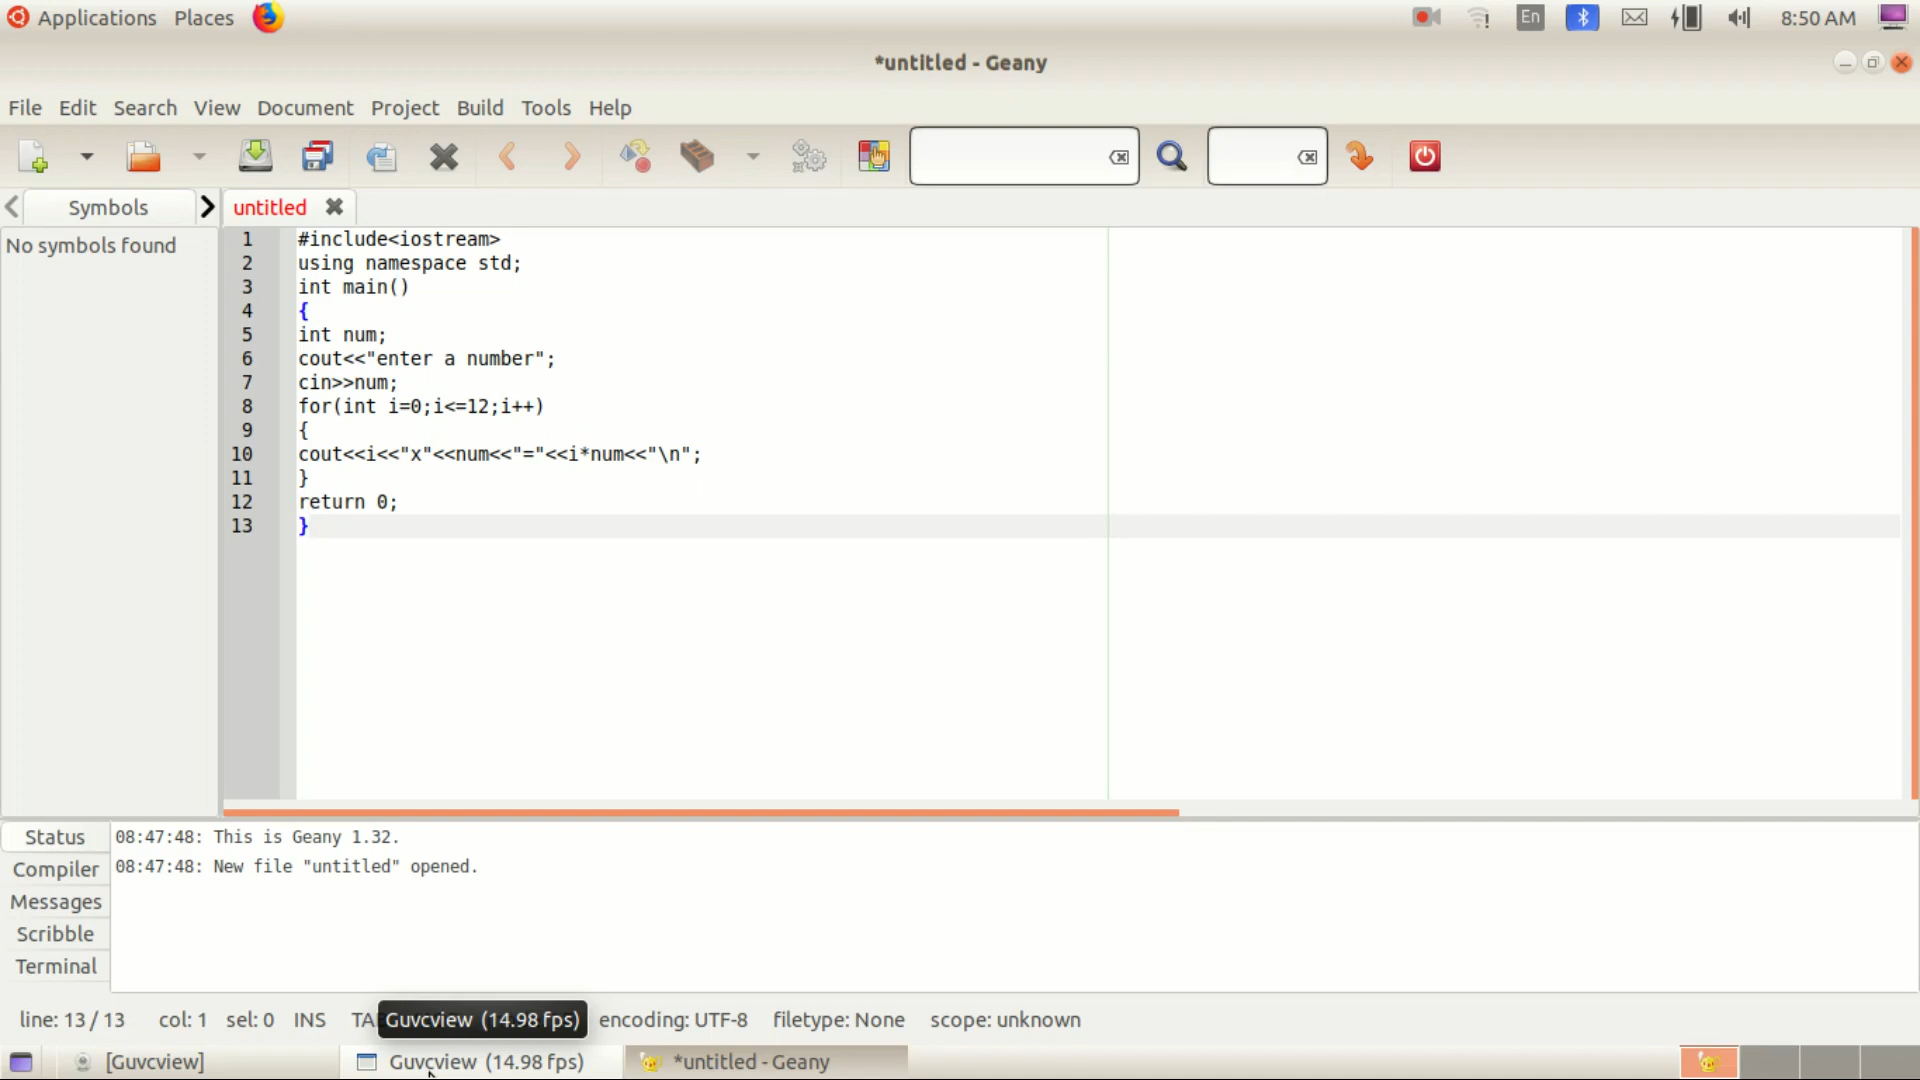 Applications Places En 8:50 AM
*untitled - Geany
File Edit Search View Document Project Build Tools Help
Symbols untitled
No symbols found
1 #include<iostream>
2 using namespace std;
3 int main()
4 {
5 int num;
6 cout<<"enter a number";
7 cin>>num;
8 for(int i=0;i<=12;i++)
9 {
10 cout<<i<<"x"<<num<<"="<<i*num<<"\n";
11 }
12 return 0;
13 }
Status 08:47:48: This is Geany 1.32.
Compiler 08:47:48: New file "untitled" opened.
Messages
Scribble
Terminal
line: 13 / 13 col: 1 sel: 0 INS Guvcview (14.98 fps) encoding: UTF-8 filetype: None scope: unknown
[Guvcview] Guvcview (14.98 fps) *untitled - Geany